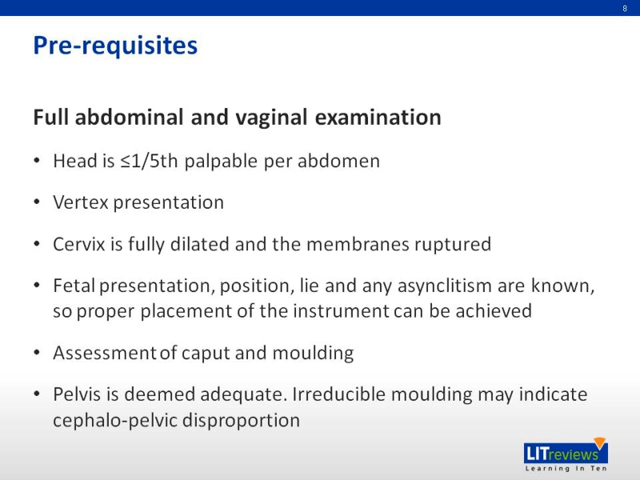 8
Pre-requisites
Full abdominal and vaginal examination
• Head is ≤1/5th palpable per abdomen
• Vertex presentation
• Cervix is fully dilated and the membranes ruptured
• Fetal presentation, position, lie and any asynclitism are known,
so proper placement of the instrument can be achieved
• Assessment of caput and moulding
• Pelvis is deemed adequate. Irreducible moulding may indicate
cephalo-pelvic disproportion
LITreviews
Learning In Ten